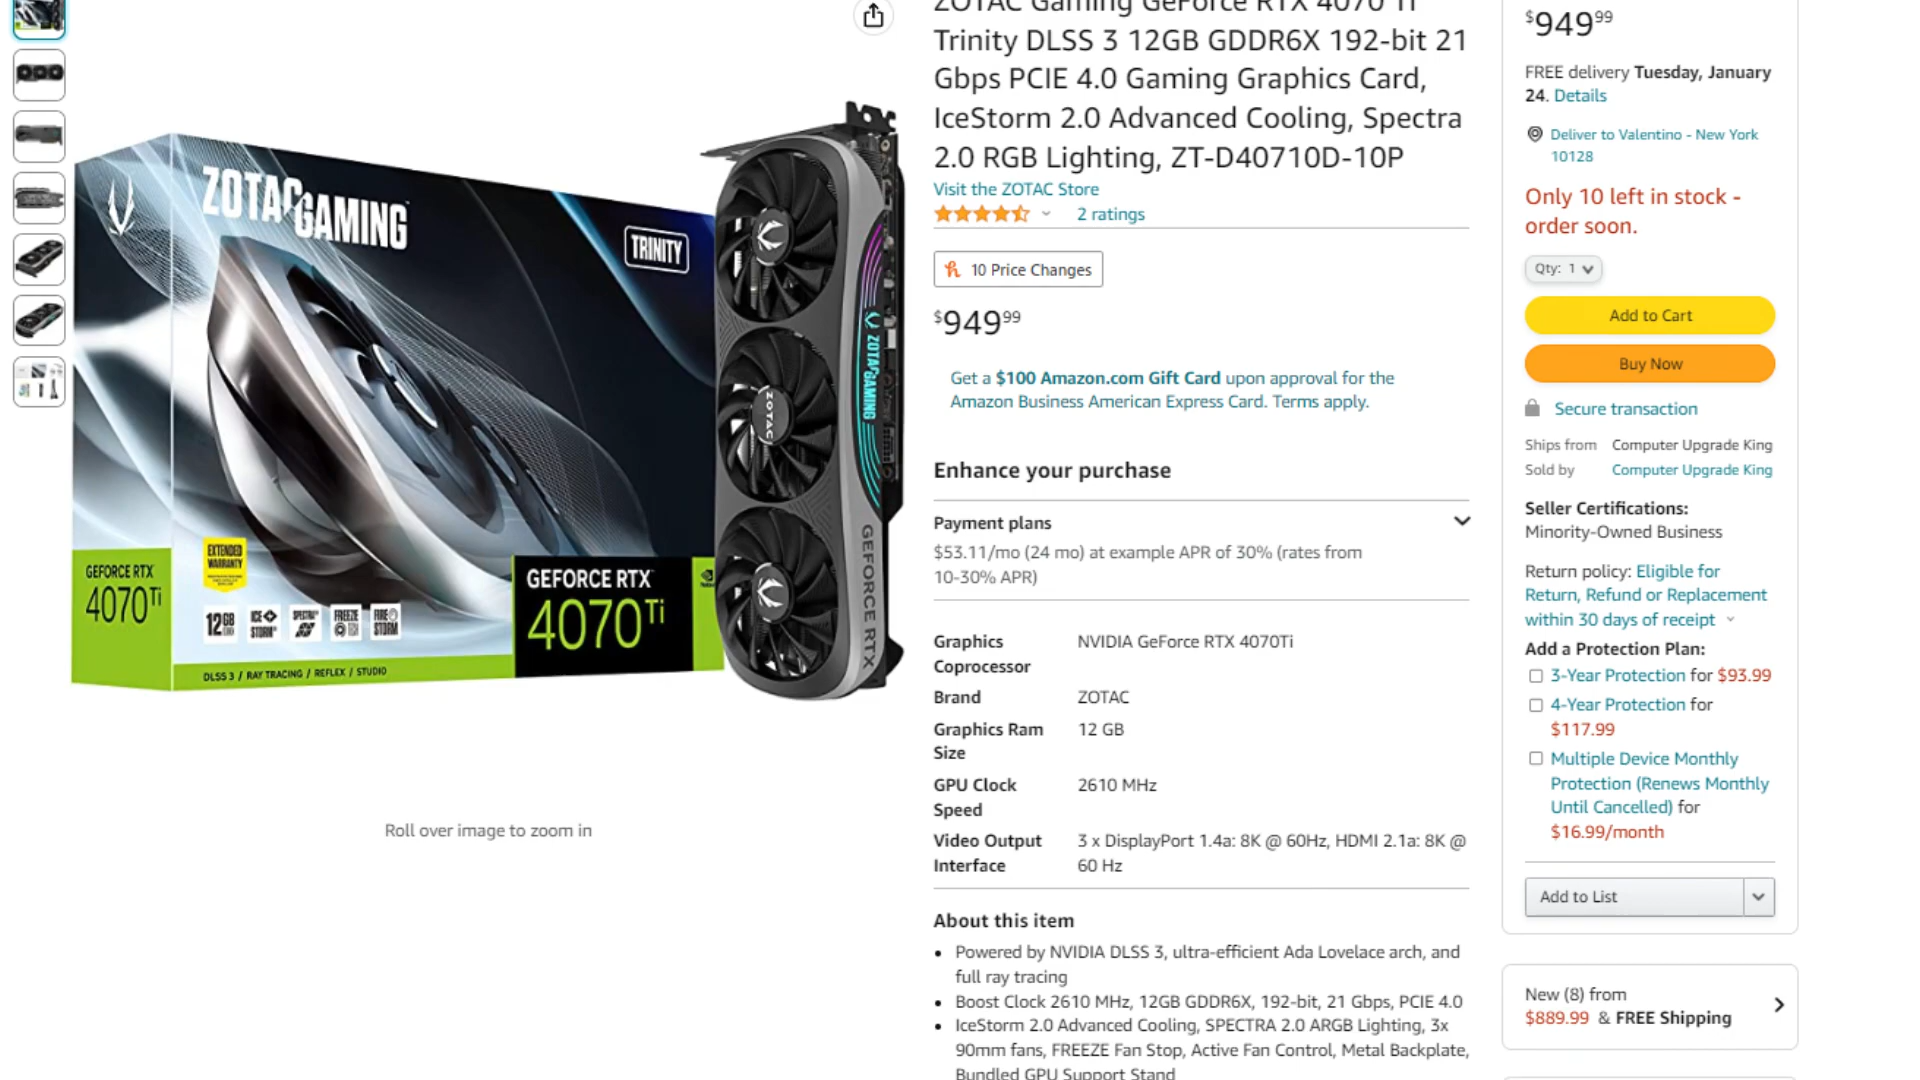 ZOTAC Gaming GeForce RTX 4070 Ti
Trinity DLSS 3 12GB GDDR6X 192-bit 21
Gbps PCIE 4.0 Gaming Graphics Card,
IceStorm 2.0 Advanced Cooling, Spectra
2.0 RGB Lighting, ZT-D40710D-10P
Visit the ZOTAC Store
2 ratings
10 Price Changes
$949.99
Get a $100 Amazon.com Gift Card upon approval for the
Amazon Business American Express Card. Terms apply.
Enhance your purchase
Payment plans
$53.11/mo (24 mo) at example APR of 30% (rates from
10-30% APR)
Graphics NVIDIA GeForce RTX 4070Ti
Coprocessor
Brand ZOTAC
Graphics Ram 12 GB
Size
GPU Clock 2610 MHz
Speed
Video Output 3 x DisplayPort 1.4a: 8K @ 60Hz, HDMI 2.1a: 8K @
Interface 60 Hz
About this item
• Powered by NVIDIA DLSS 3, ultra-efficient Ada Lovelace arch, and
full ray tracing
• Boost Clock 2610 MHz, 12GB GDDR6X, 192-bit, 21 Gbps, PCIE 4.0
• IceStorm 2.0 Advanced Cooling, SPECTRA 2.0 ARGB Lighting, 3x
90mm fans, FREEZE Fan Stop, Active Fan Control, Metal Backplate,
Bundled GPU Support Stand
ZOTAC GAMING
TRINITY
EXTENDED
WARRANTY
12GB
ICE
STORM
SPECTRA
FREEZE
FIRE
STORM
GEFORCE RTX
4070Ti
GEFORCE RTX
4070Ti
DLSS 3 / RAY TRACING / REFLEX / STUDIO
ZOTAC GAMING
ZOTAC
GEFORCE RTX
Roll over image to zoom in
$949.99
FREE delivery Tuesday, January
24. Details
Deliver to Valentino - New York
10128
Only 10 left in stock -
order soon.
Qty: 1
Add to Cart
Buy Now
Secure transaction
Ships from Computer Upgrade King
Sold by Computer Upgrade King
Seller Certifications:
Minority-Owned Business
Return policy: Eligible for
Return, Refund or Replacement
within 30 days of receipt
Add a Protection Plan:
3-Year Protection for $93.99
4-Year Protection for
$117.99
Multiple Device Monthly
Protection (Renews Monthly
Until Cancelled) for
$16.99/month
Add to List
New (8) from
$889.99 & FREE Shipping